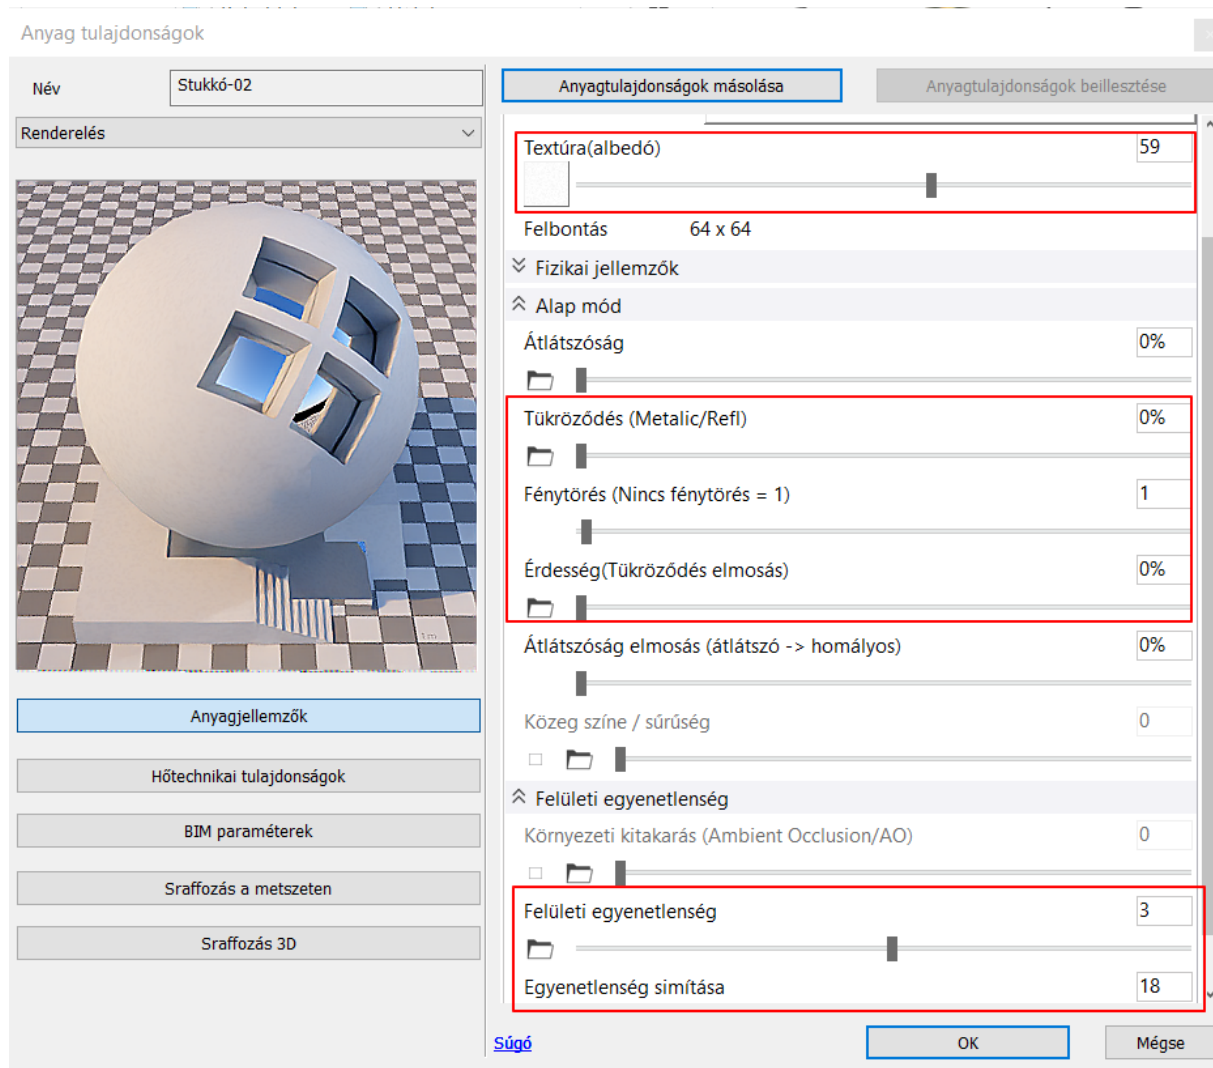 Anyag tulajdonságok
Név
Stukkó-02
Renderelés
1m
Anyagjellemzők
Hőtechnikai tulajdonságok
BIM paraméterek
Sraffozás a metszeten
Sraffozás 3D
Anyagtulajdonságok másolása
Anyagtulajdonságok beillesztése
Textúra(albedó) 59
Felbontás 64 x 64
Fizikai jellemzők
Alap mód
Átlátszóság 0%
Tükröződés (Metalic/Refl) 0%
Fénytörés (Nincs fénytörés = 1) 1
Érdesség(Tükröződés elmosás) 0%
Átlátszóság elmosás (átlátszó -> homályos) 0%
Közeg színe / sűrűség 0
Felületi egyenetlenség
Környezeti kitakarás (Ambient Occlusion/AO) 0
Felületi egyenetlenség 3
Egyenetlenség simítása 18
Súgó
OK
Mégse